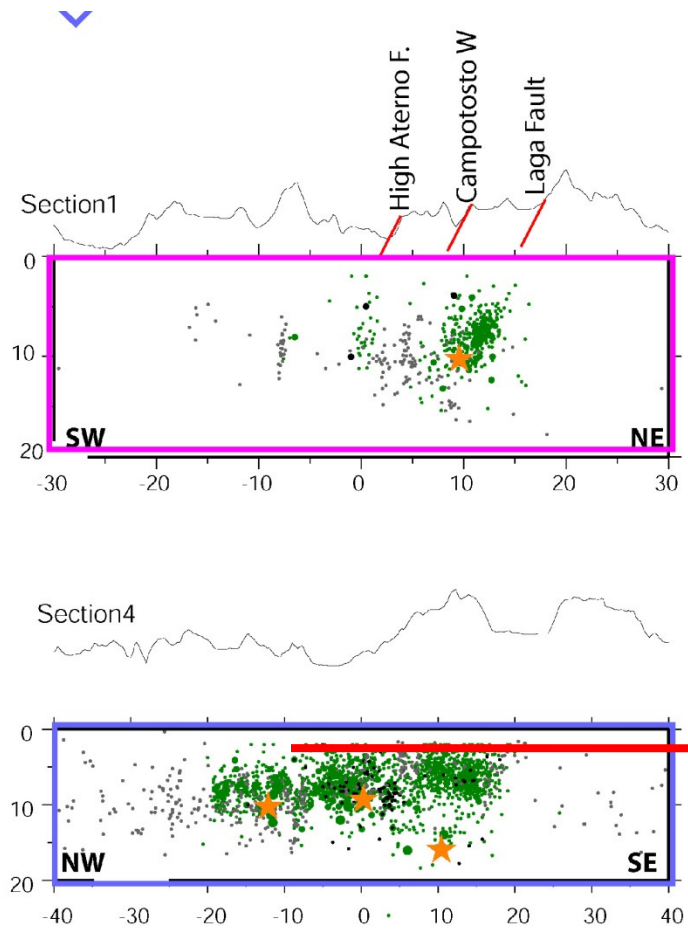 High Aterno F.
Campotosto W
Laga Fault
Section1
0
10
20
SW
NE
-30 -20 -10 0 10 20 30
Section4
0
10
20
NW
SE
-40 -30 -20 -10 0 10 20 30 40